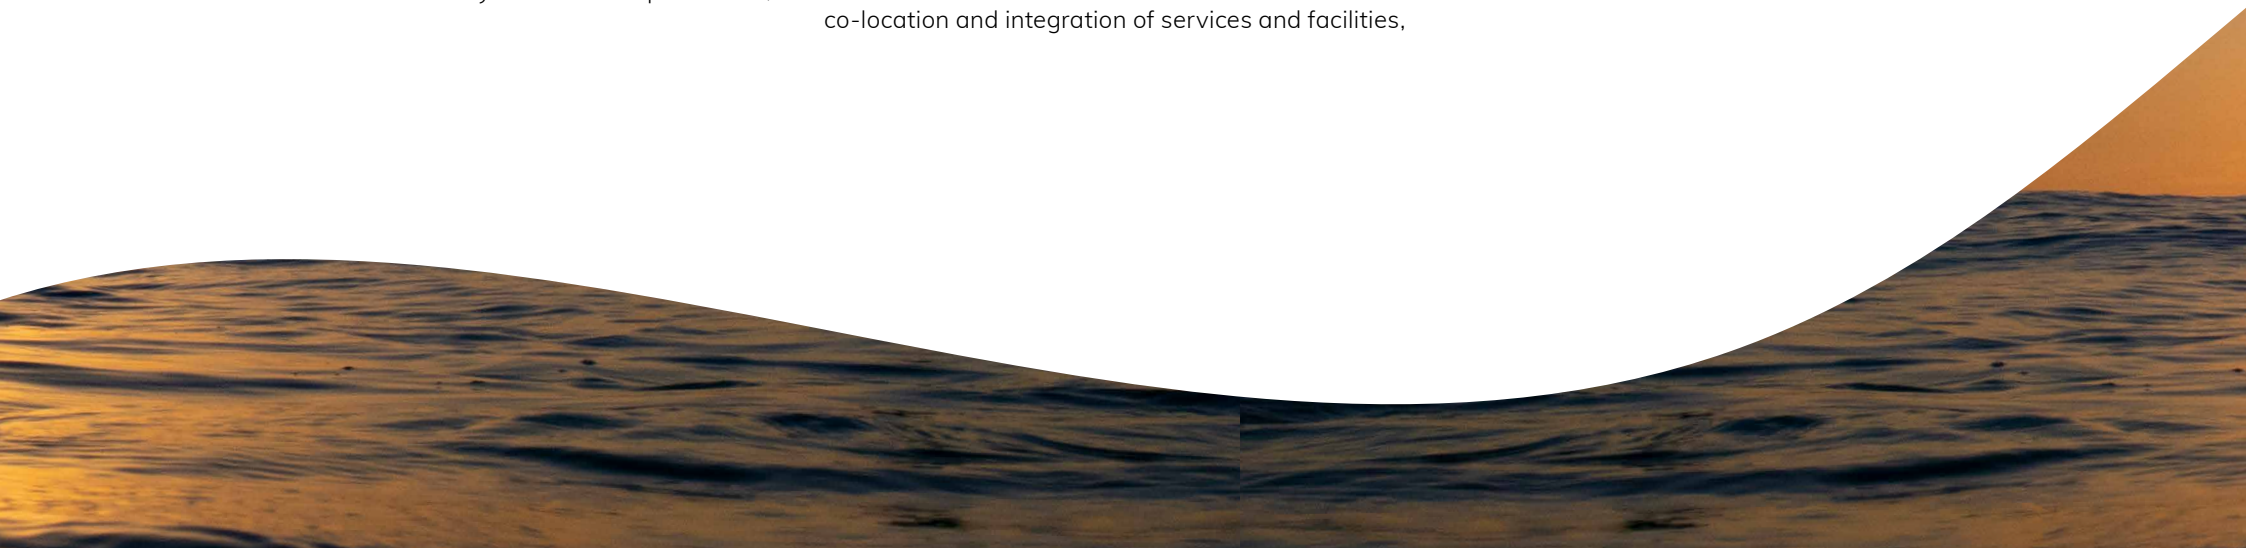 co-location and integration of services and facilities,